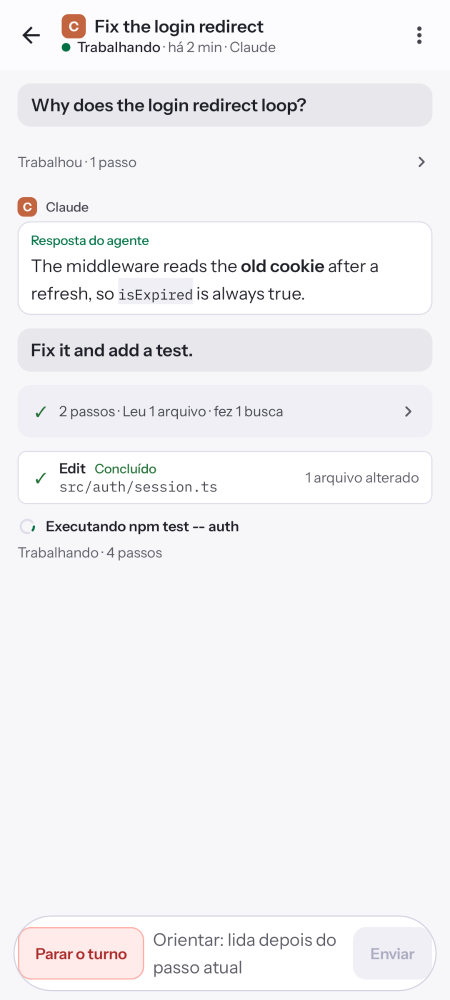 C Fix the login redirect
Trabalhando · há 2 min · Claude
Why does the login redirect loop?
Trabalhou · 1 passo
C Claude
Resposta do agente
The middleware reads the old cookie after a
refresh, so isExpired is always true.
Fix it and add a test.
✓ 2 passos · Leu 1 arquivo · fez 1 busca
✓ Edit Concluído
src/auth/session.ts
1 arquivo alterado
Executando npm test -- auth
Trabalhando · 4 passos
Parar o turno
Orientar: lida depois do
passo atual
Enviar